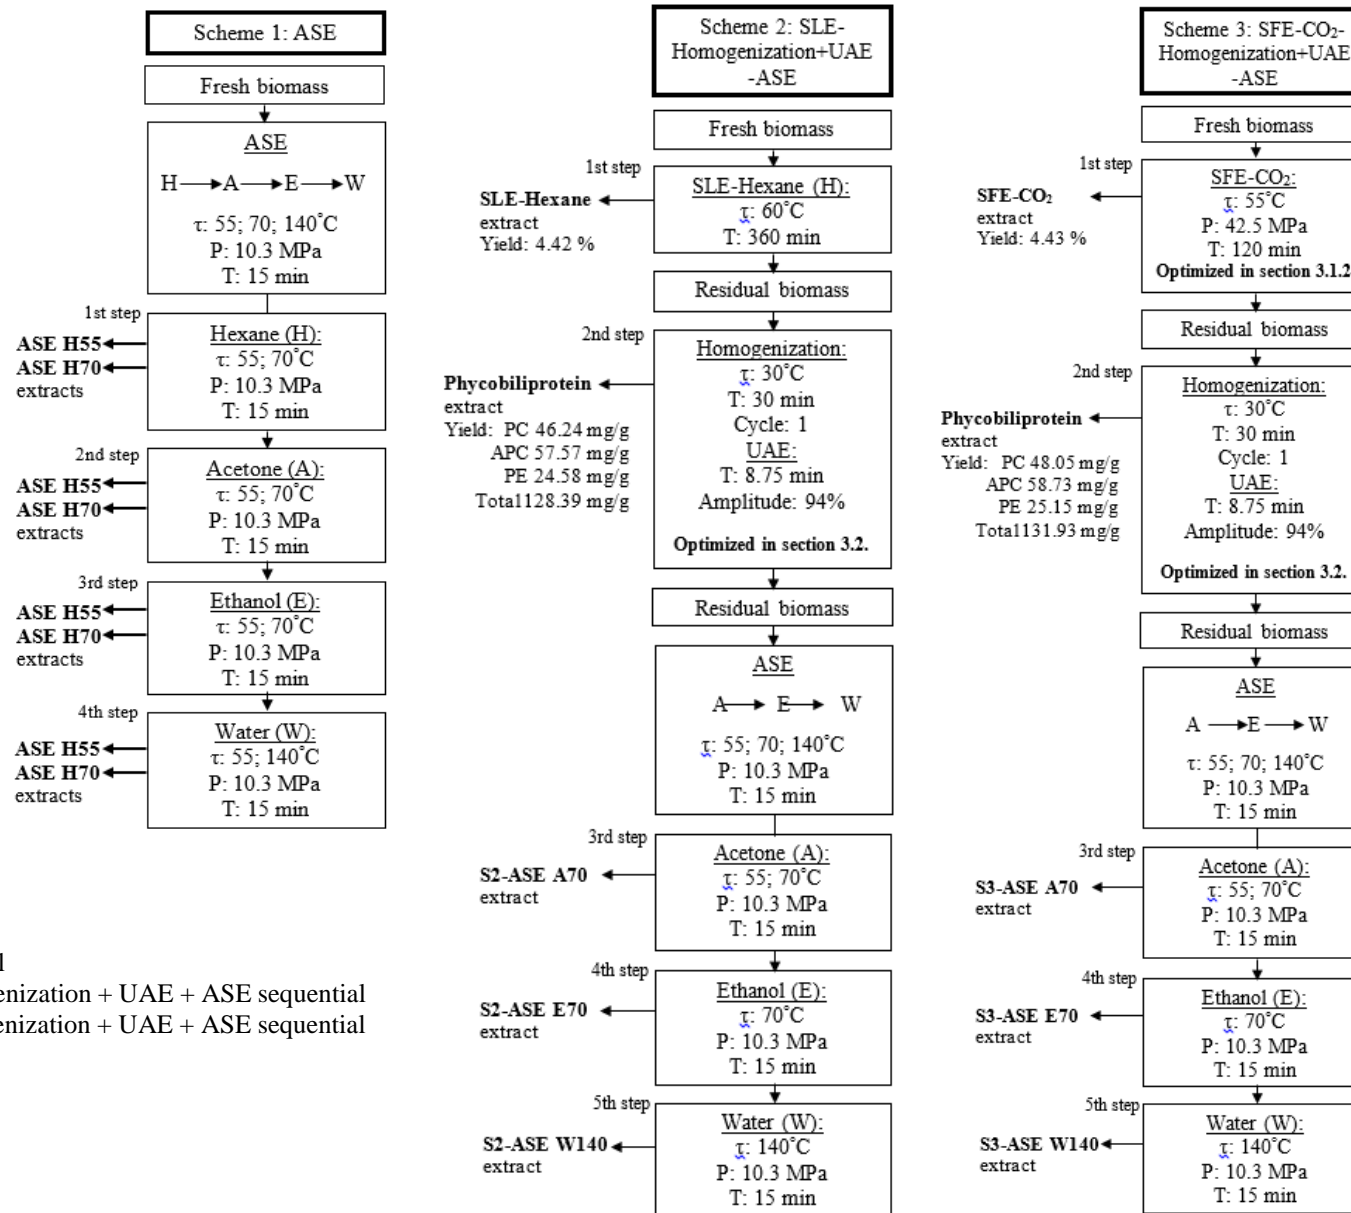 Scheme 1: ASE
Fresh biomass
ASE
H A E W
τ: 55; 70; 140°C
P: 10.3 MPa
T: 15 min
1st step
ASE H55
ASE H70
extracts
Hexane (H):
τ: 55; 70°C
P: 10.3 MPa
T: 15 min
2nd step
ASE H55
ASE H70
extracts
Acetone (A):
τ: 55; 70°C
P: 10.3 MPa
T: 15 min
3rd step
ASE H55
ASE H70
extracts
Ethanol (E):
τ: 55; 70°C
P: 10.3 MPa
T: 15 min
4th step
ASE H55
ASE H70
extracts
Water (W):
τ: 55; 140°C
P: 10.3 MPa
T: 15 min
l
enization + UAE + ASE sequential
enization + UAE + ASE sequential
Scheme 2: SLE-
Homogenization+UAE
-ASE
Fresh biomass
1st step
SLE-Hexane
extract
Yield: 4.42 %
SLE-Hexane (H):
τ: 60°C
T: 360 min
Residual biomass
2nd step
Phycobiliprotein
extract
Yield: PC 46.24 mg/g
APC 57.57 mg/g
PE 24.58 mg/g
Total128.39 mg/g
Homogenization:
τ: 30°C
T: 30 min
Cycle: 1
UAE:
T: 8.75 min
Amplitude: 94%
Optimized in section 3.2.
Residual biomass
ASE
A E W
τ: 55; 70; 140°C
P: 10.3 MPa
T: 15 min
3rd step
S2-ASE A70
extract
Acetone (A):
τ: 55; 70°C
P: 10.3 MPa
T: 15 min
4th step
S2-ASE E70
extract
Ethanol (E):
τ: 70°C
P: 10.3 MPa
T: 15 min
5th step
S2-ASE W140
extract
Water (W):
τ: 140°C
P: 10.3 MPa
T: 15 min
Scheme 3: SFE-CO₂-
Homogenization+UAE
-ASE
Fresh biomass
1st step
SFE-CO₂
extract
Yield: 4.43 %
SFE-CO₂:
τ: 55°C
P: 42.5 MPa
T: 120 min
Optimized in section 3.1.2
Residual biomass
2nd step
Phycobiliprotein
extract
Yield: PC 48.05 mg/g
APC 58.73 mg/g
PE 25.15 mg/g
Total131.93 mg/g
Homogenization:
τ: 30°C
T: 30 min
Cycle: 1
UAE:
T: 8.75 min
Amplitude: 94%
Optimized in section 3.2.
Residual biomass
ASE
A E W
τ: 55; 70; 140°C
P: 10.3 MPa
T: 15 min
3rd step
S3-ASE A70
extract
Acetone (A):
τ: 55; 70°C
P: 10.3 MPa
T: 15 min
4th step
S3-ASE E70
extract
Ethanol (E):
τ: 70°C
P: 10.3 MPa
T: 15 min
5th step
S3-ASE W140
extract
Water (W):
τ: 140°C
P: 10.3 MPa
T: 15 min